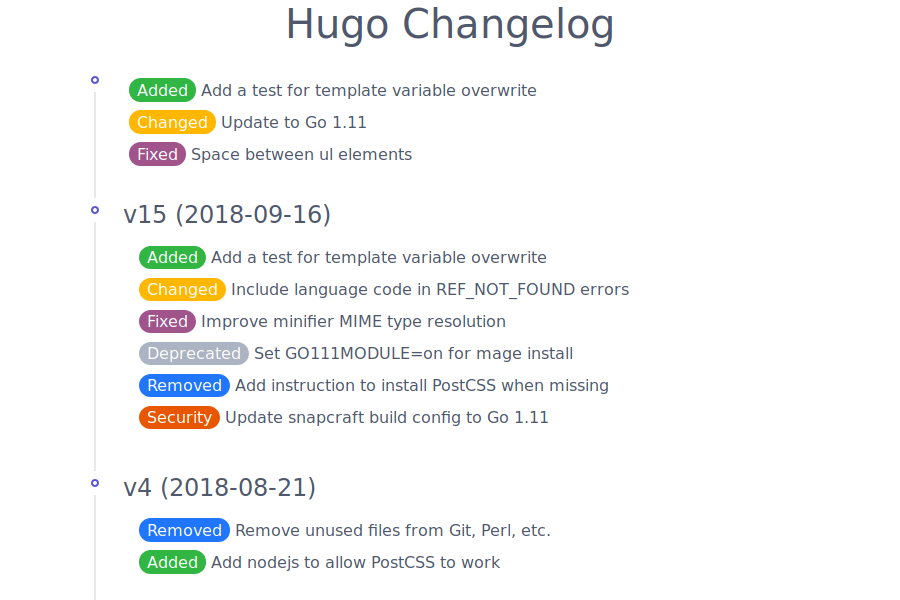 Hugo Changelog
Added Add a test for template variable overwrite
Changed Update to Go 1.11
Fixed Space between ul elements
v15 (2018-09-16)
Added Add a test for template variable overwrite
Changed Include language code in REF_NOT_FOUND errors
Fixed Improve minifier MIME type resolution
Deprecated Set GO111MODULE=on for mage install
Removed Add instruction to install PostCSS when missing
Security Update snapcraft build config to Go 1.11
v4 (2018-08-21)
Removed Remove unused files from Git, Perl, etc.
Added Add nodejs to allow PostCSS to work